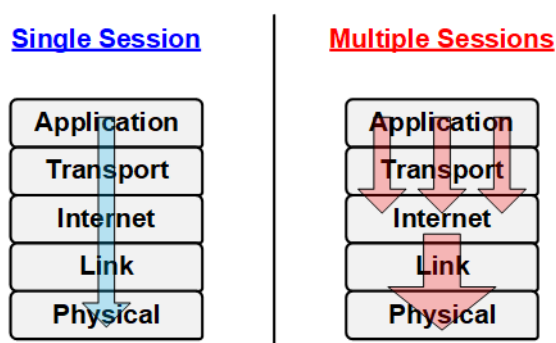 Single Session
Application
Transport
Internet
Link
Physical
Multiple Sessions
Application
Transport
Internet
Link
Physical